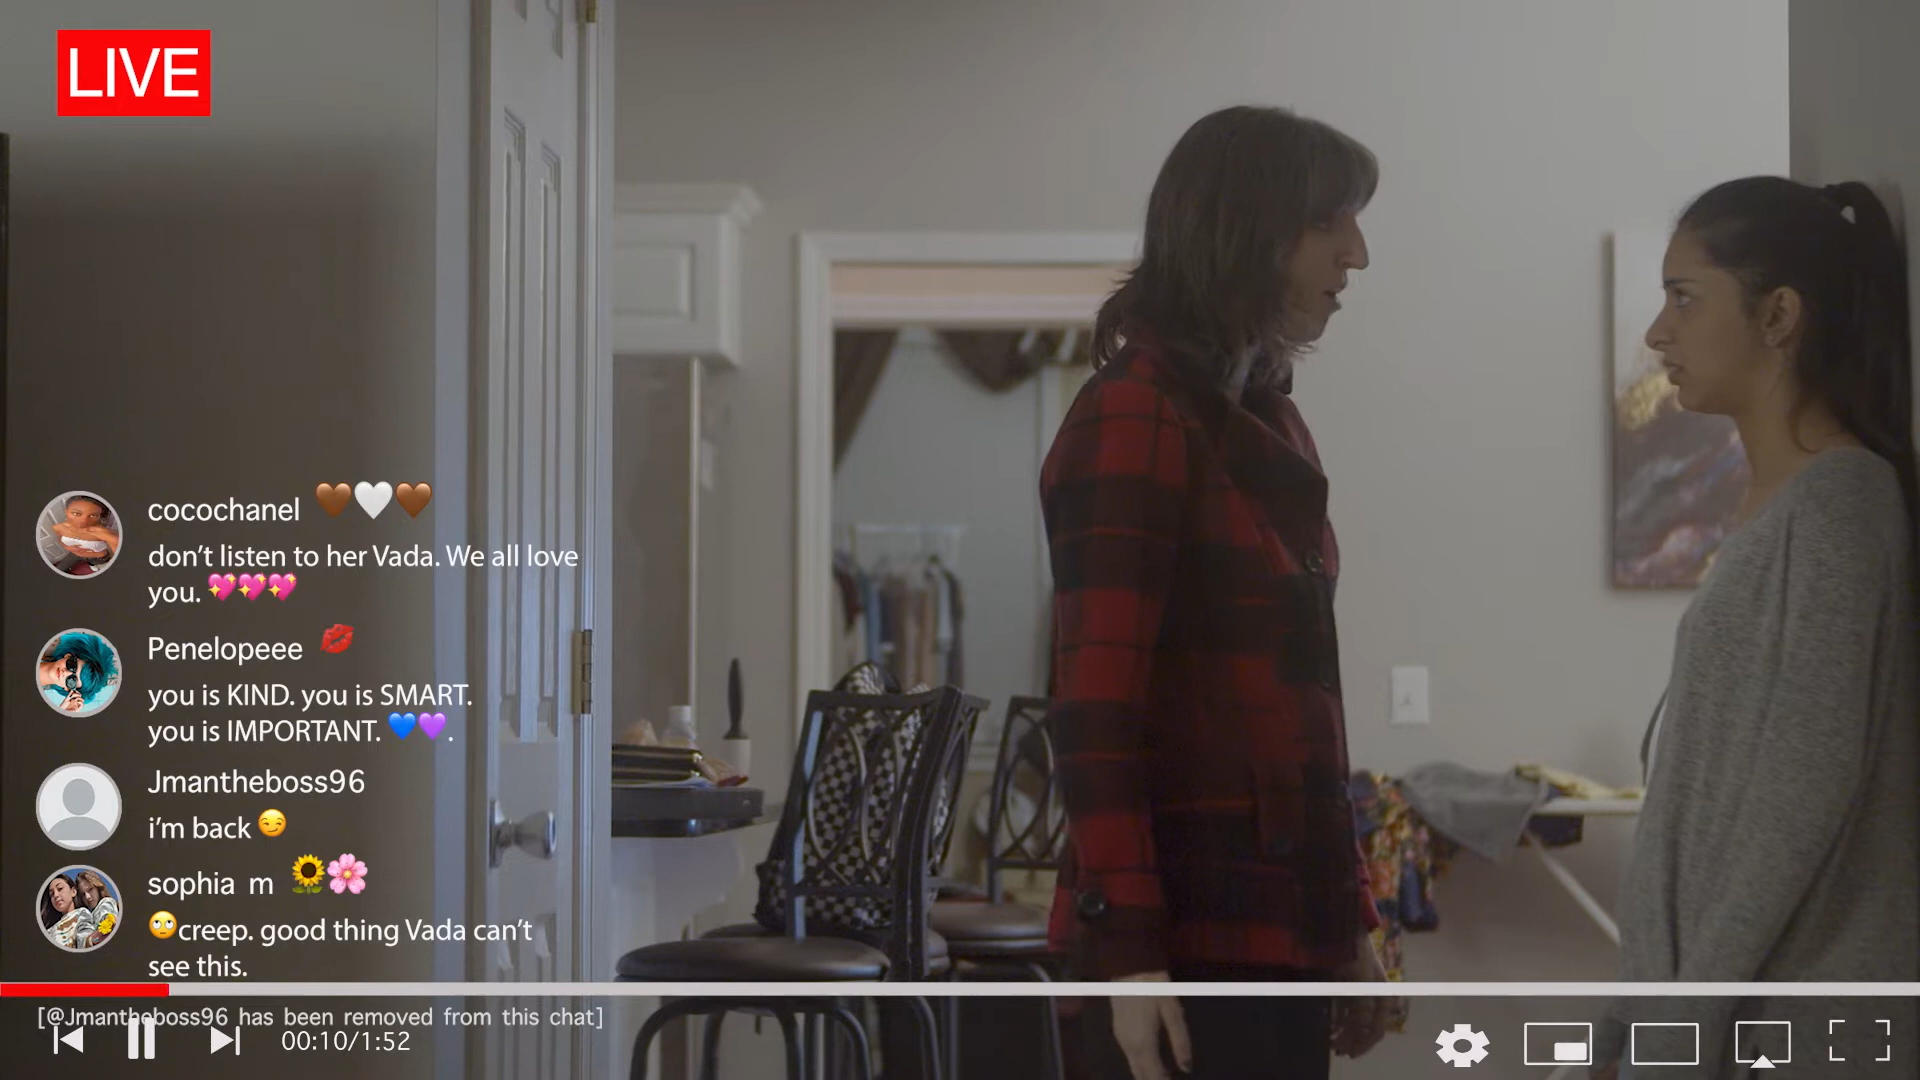 LIVE
cocochanel 🤎🤍🤎
don't listen to her Vada. We all love
you. 💖💖💖
Penelopeee 💋
you is KIND. you is SMART.
you is IMPORTANT. 💙💜.
Jmantheboss96
i'm back 😏
sophia m 🌻🌸
🙄creep. good thing Vada can't
see this.
[@Jmantheboss96 has been removed from this chat]
00:10/1:52